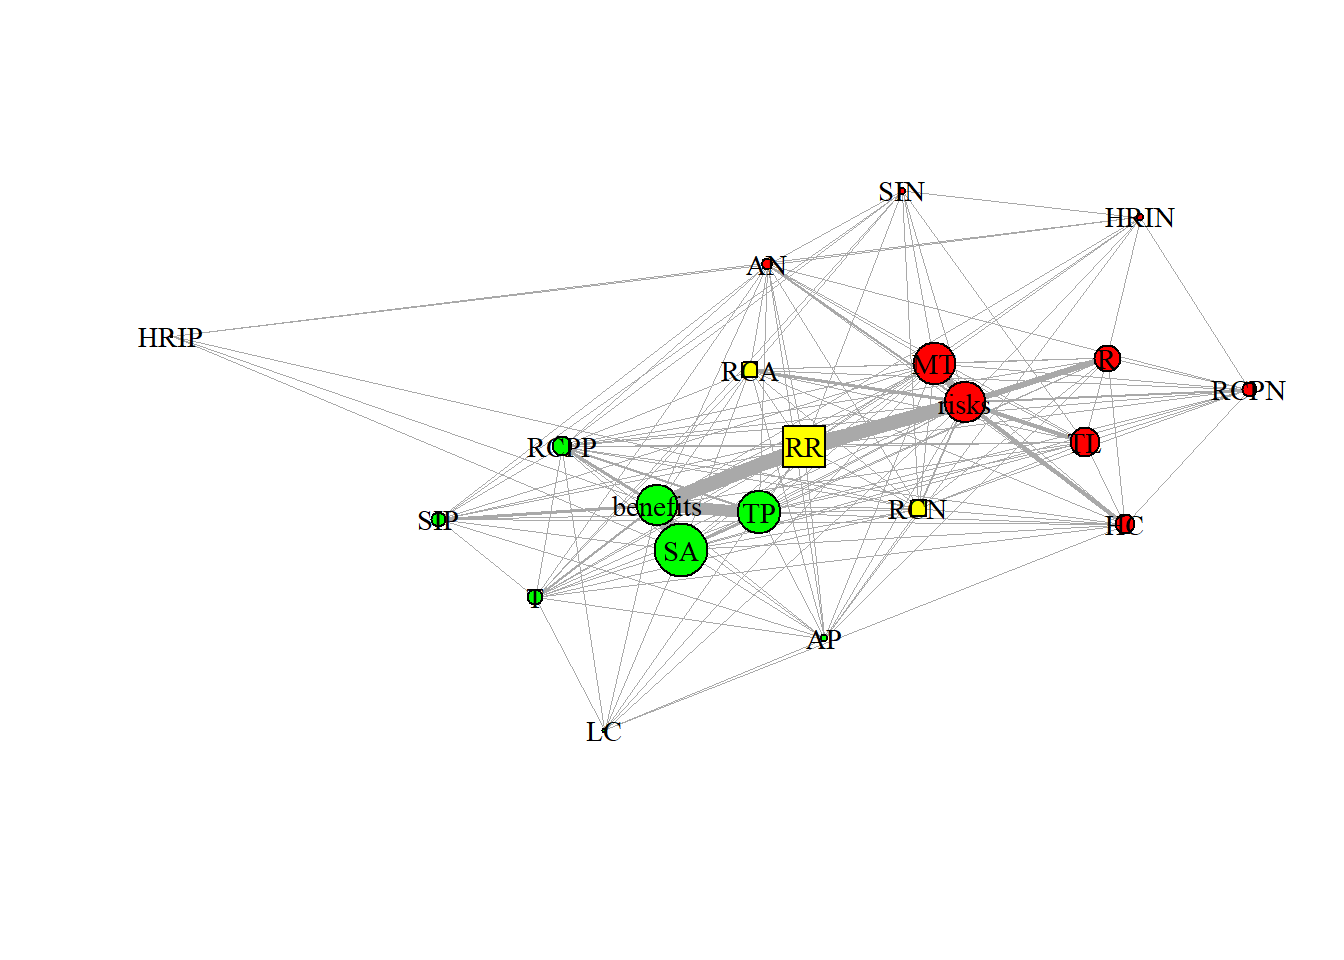 SIN
HRIN
AN
HRIP
MT
R
RCA
RCPN
risks
TL
RR
RCPP
benefits
TP
RCN
SIP
HC
SA
T
AP
LC